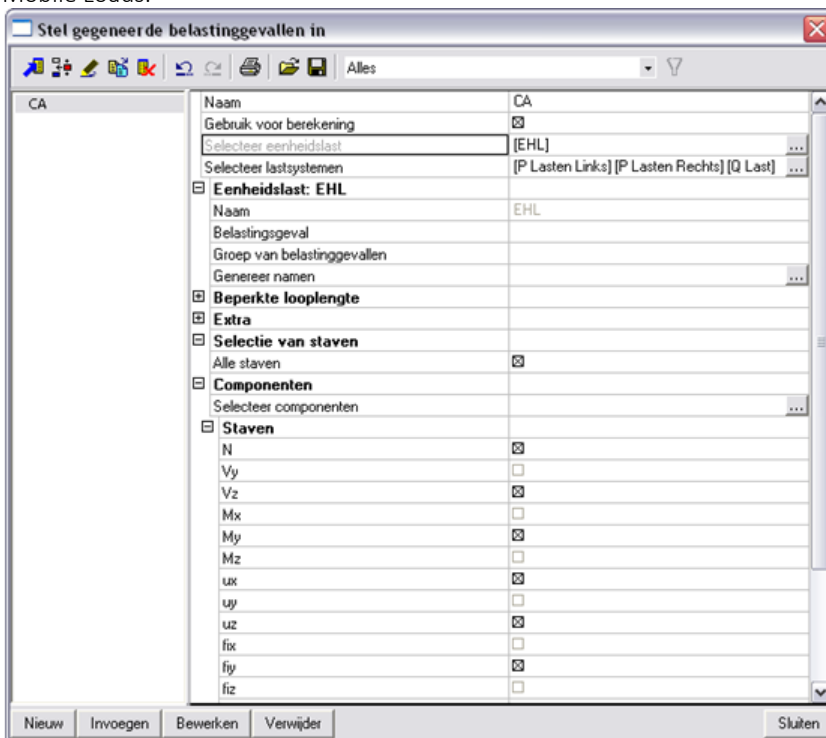 Mobile Loads.
Stel gegeneerde belastinggevallen in
Alles
CA
Naam CA
Gebruik voor berekening
Selecteer eenheidslast [EHL] ...
Selecteer lastsystemen [P Lasten Links] [P Lasten Rechts] [Q Last] ...
Eenheidslast: EHL
Naam EHL
Belastingsgeval
Groep van belastinggevallen
Genereer namen ...
Beperkte looplengte
Extra
Selectie van staven
Alle staven
Componenten
Selecteer componenten ...
Staven
N
Vy
Vz
Mx
My
Mz
ux
uy
uz
fix
fiy
fiz
Nieuw Invoegen Bewerken Verwijder Sluiten